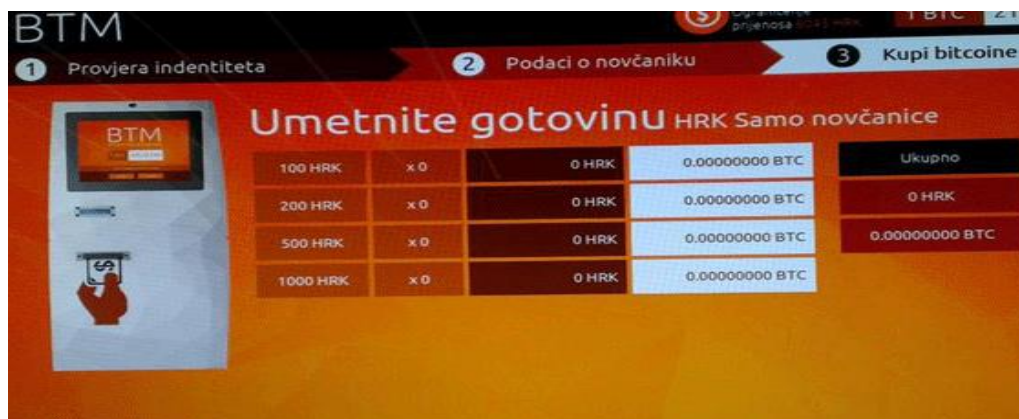 BTM
prijenosa
1 BTC
1 Provjera indentiteta
2 Podaci o novčaniku
3 Kupi bitcoine
BTM
Umetnite gotovinu HRK Samo novčanice
100 HRK x 0 0 HRK 0.00000000 BTC
200 HRK x 0 0 HRK 0.00000000 BTC
500 HRK x 0 0 HRK 0.00000000 BTC
1000 HRK x 0 0 HRK 0.00000000 BTC
Ukupno
0 HRK
0.00000000 BTC